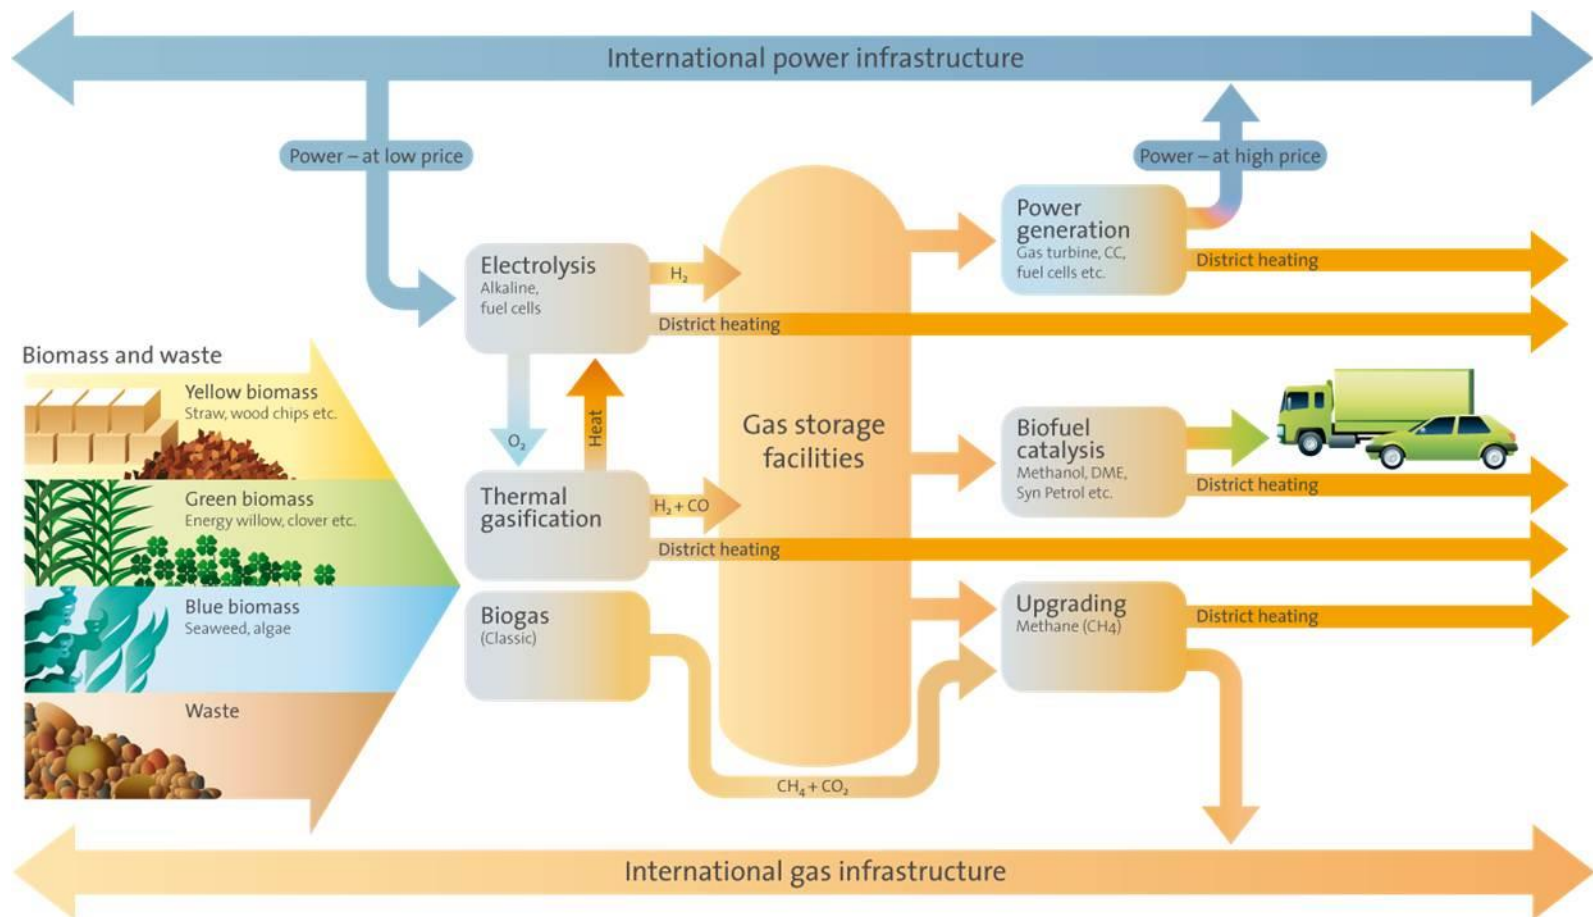 International power infrastructure
Power – at low price
Power – at high price
Electrolysis
Alkaline,
fuel cells
H₂
District heating
Power
generation
Gas turbine, CC,
fuel cells etc.
District heating
Biomass and waste
Yellow biomass
Straw, wood chips etc.
Green biomass
Energy willow, clover etc.
Blue biomass
Seaweed, algae
Waste
O₂
Heat
Thermal
gasification
H₂ + CO
District heating
Gas storage
facilities
Biofuel
catalysis
Methanol, DME,
Syn Petrol etc.
District heating
Biogas
(Classic)
CH₄ + CO₂
Upgrading
Methane (CH4)
District heating
International gas infrastructure